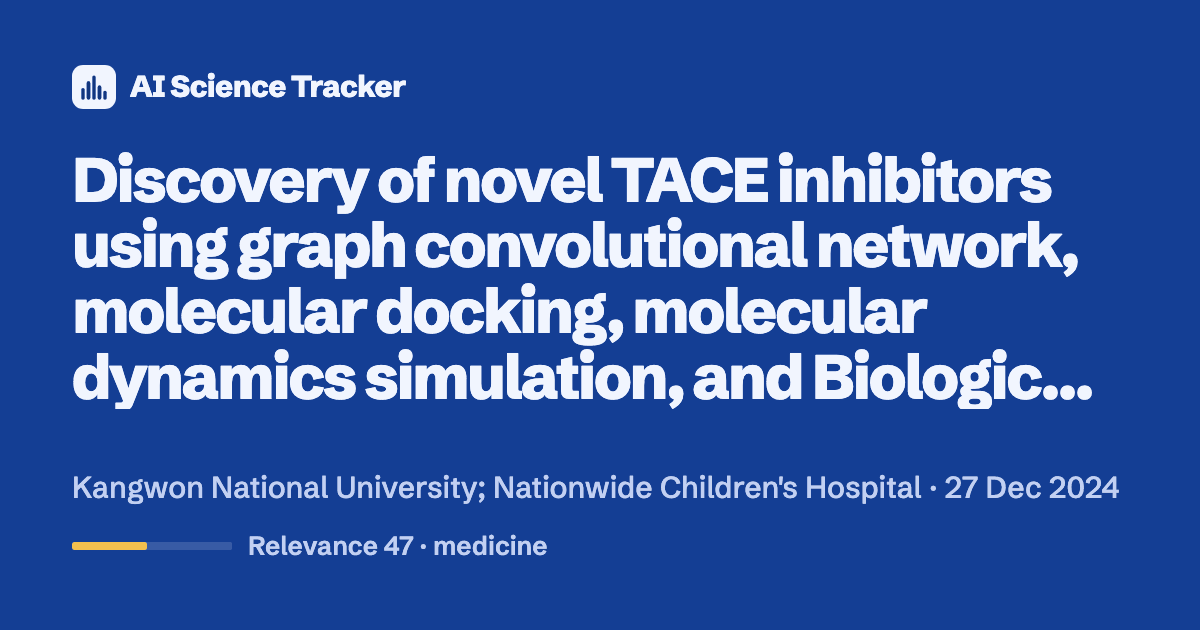 AI Science Tracker
Discovery of novel TACE inhibitors
using graph convolutional network,
molecular docking, molecular
dynamics simulation, and Biologic...
Kangwon National University; Nationwide Children's Hospital · 27 Dec 2024
Relevance 47 · medicine